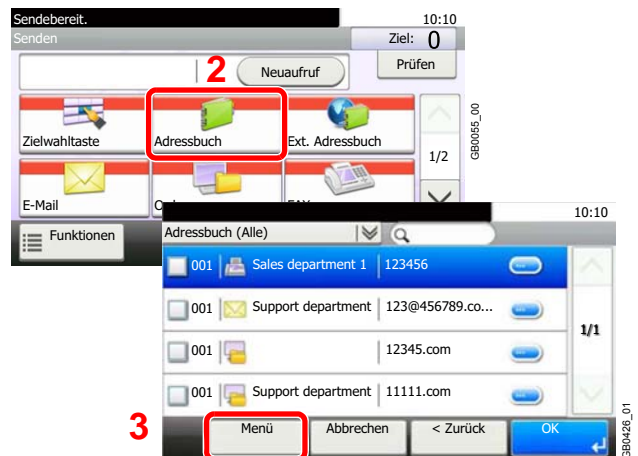 Sendebereit. 10:10
Senden Ziel: 0
2 Neuaufruf Prüfen
Zielwahltaste Adressbuch Ext. Adressbuch
1/2
GB0055_00
E-Mail
Funktionen
10:10
Adressbuch (Alle)
001 Sales department 1 123456
001 Support department 123@456789.co...
1/1
001 12345.com
001 Support department 11111.com
3 Menü Abbrechen < Zurück OK
GB0426_01